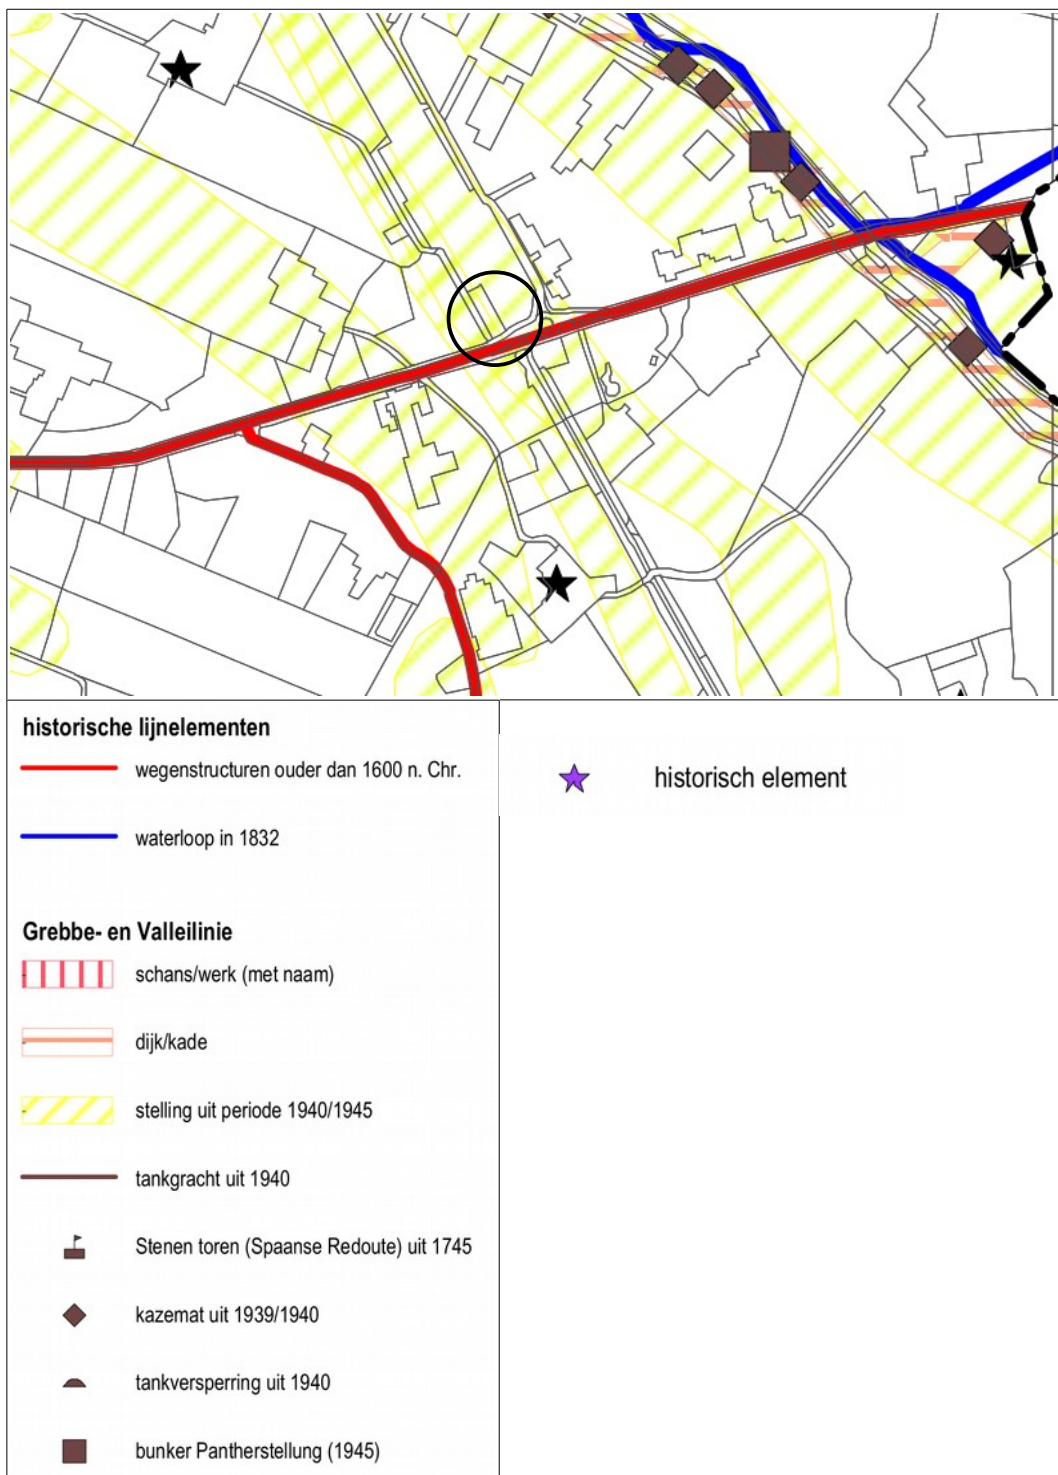 historische lijnelementen
wegenstructuren ouder dan 1600 n. Chr.
waterloop in 1832
Grebbe- en Valleilinie
schans/werk (met naam)
dijk/kade
stelling uit periode 1940/1945
tankgracht uit 1940
Stenen toren (Spaanse Redoute) uit 1745
kazemat uit 1939/1940
tankversperring uit 1940
bunker Pantherstellung (1945)
historisch element